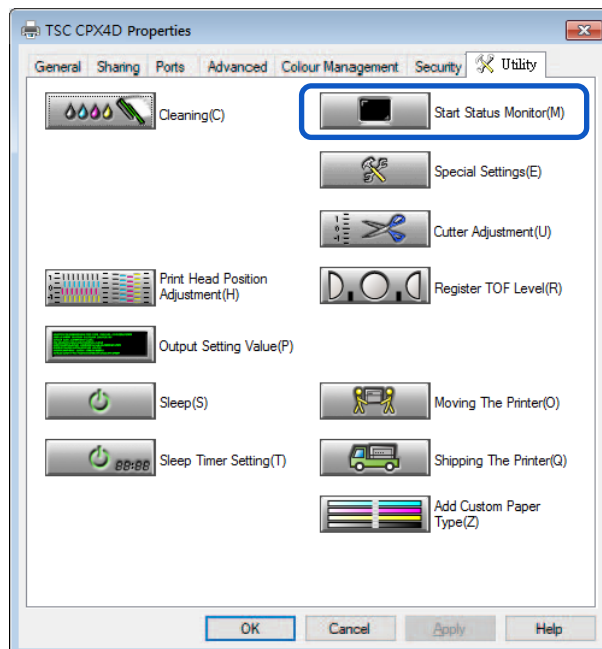 TSC CPX4D Properties
General Sharing Ports Advanced Colour Management Security Utility
Cleaning(C)
Start Status Monitor(M)
Special Settings(E)
Cutter Adjustment(U)
Print Head Position
Adjustment(H)
Register TOF Level(R)
Output Setting Value(P)
Sleep(S)
Moving The Printer(O)
88:88
Sleep Timer Setting(T)
Shipping The Printer(Q)
Add Custom Paper
Type(Z)
OK Cancel Apply Help